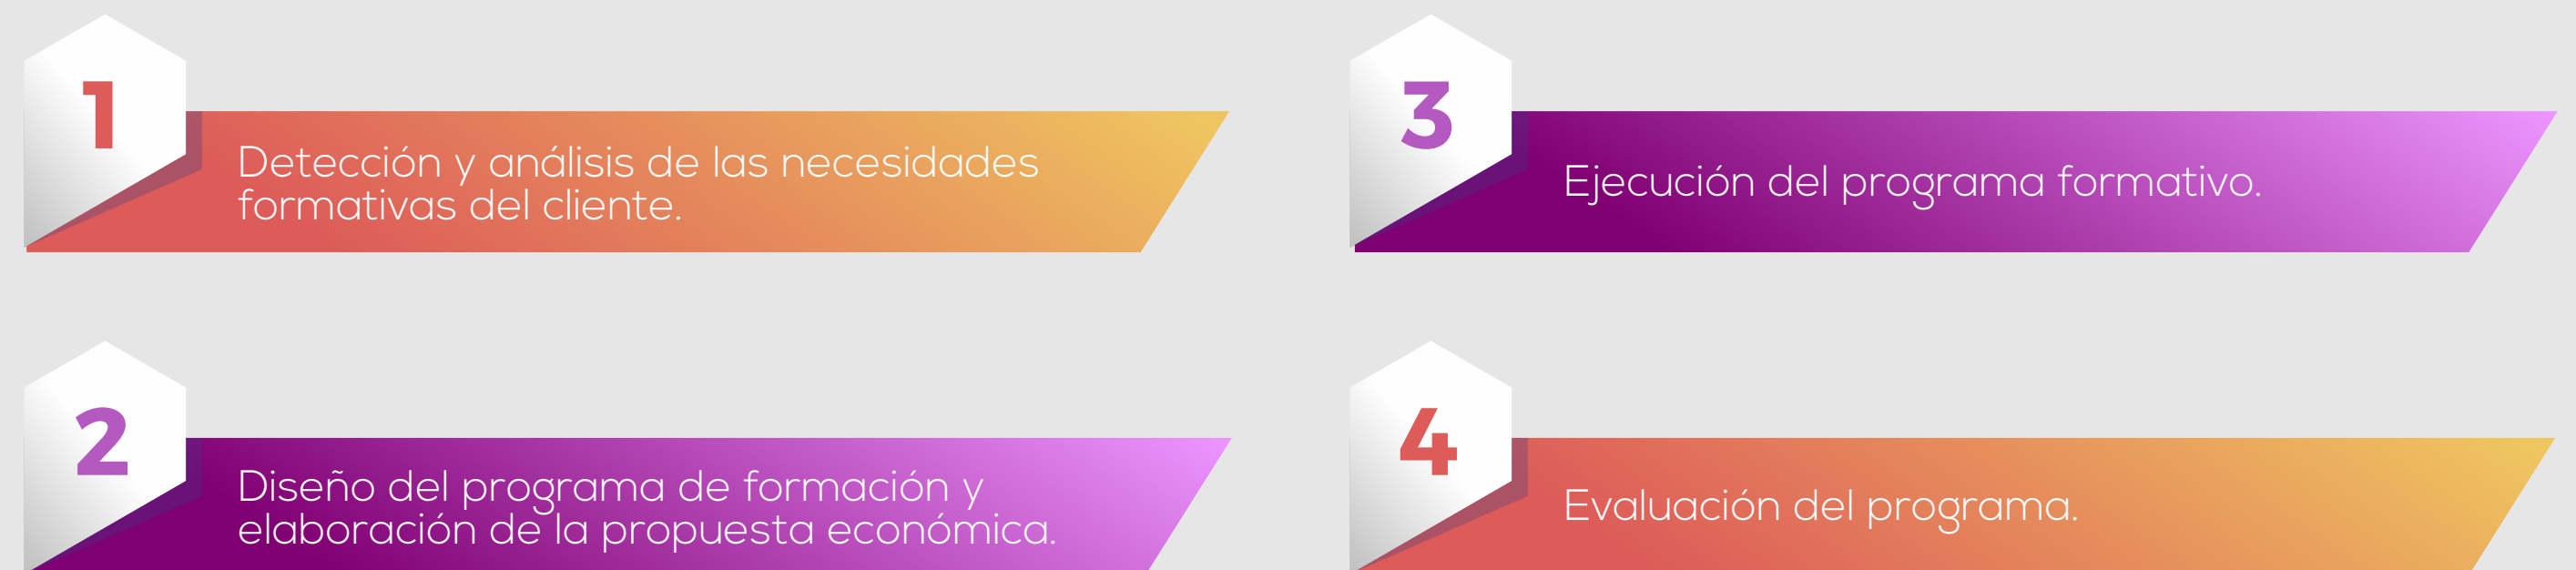 1
Detección y análisis de las necesidades
formativas del cliente.
2
Diseño del programa de formación y
elaboración de la propuesta económica.
3
Ejecución del programa formativo.
4
Evaluación del programa.